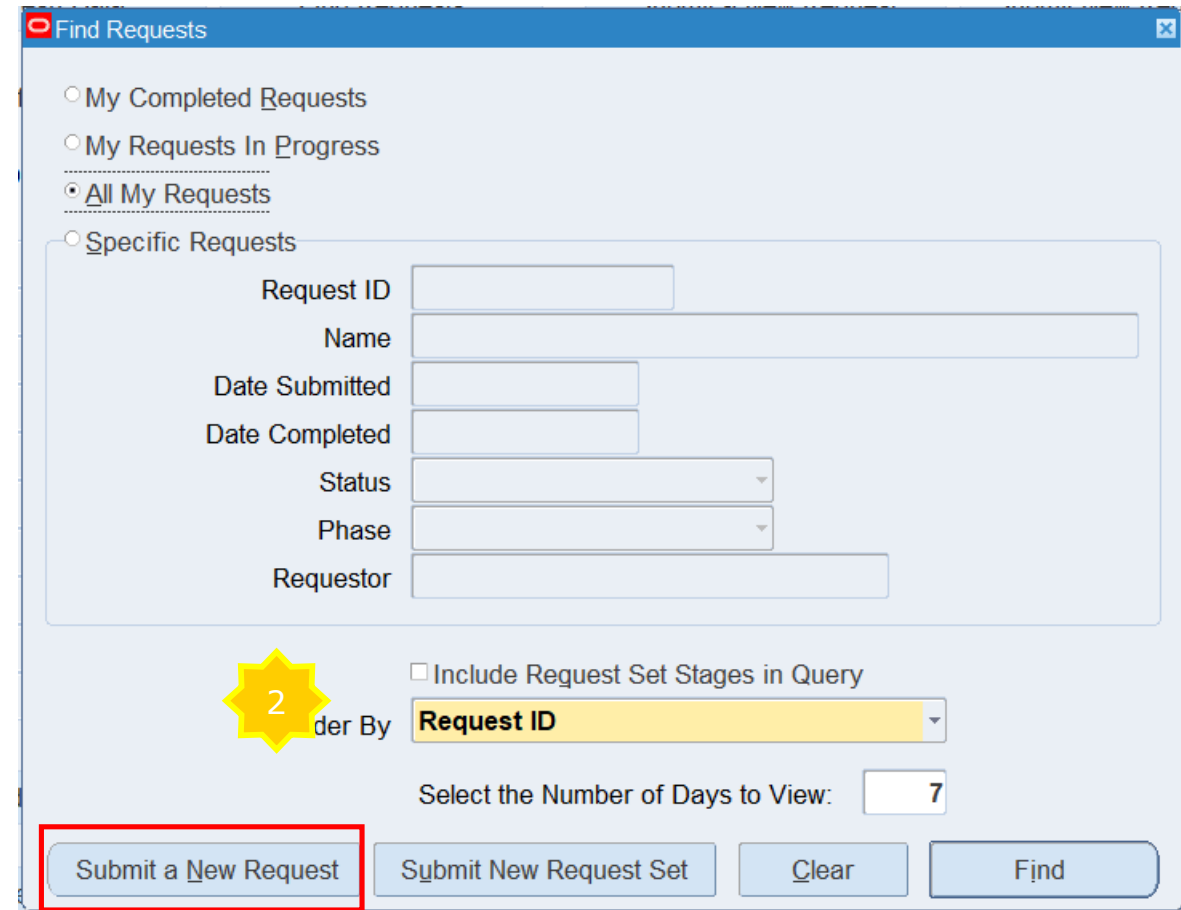 Find Requests
My Completed Requests
My Requests In Progress
All My Requests
Specific Requests
Request ID
Name
Date Submitted
Date Completed
Status
Phase
Requestor
Include Request Set Stages in Query
2
der By Request ID
Select the Number of Days to View: 7
Submit a New Request Submit New Request Set Clear Find